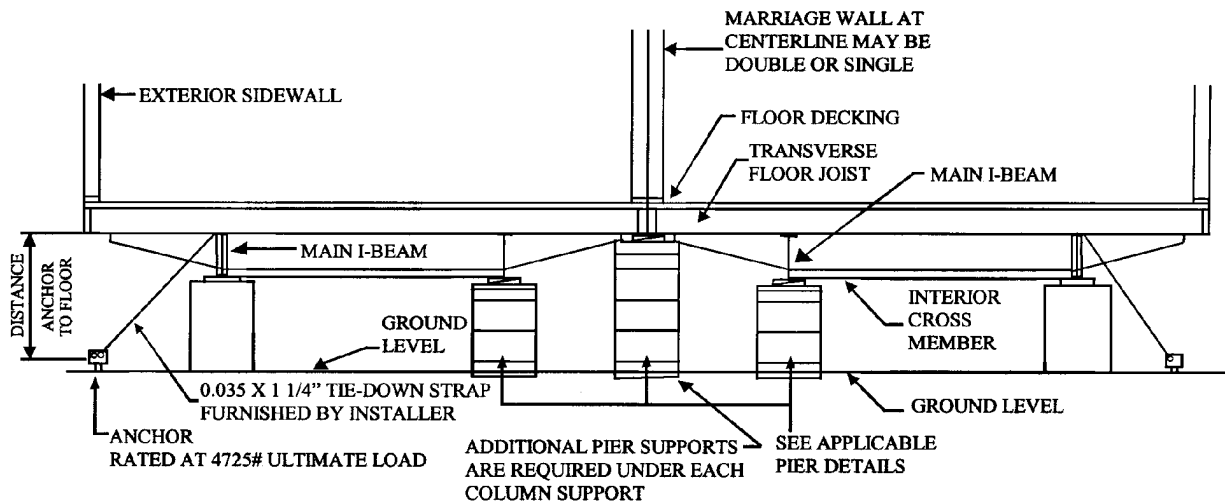 MARRIAGE WALL AT
CENTERLINE MAY BE
DOUBLE OR SINGLE
EXTERIOR SIDEWALL
FLOOR DECKING
TRANSVERSE
FLOOR JOIST
MAIN I-BEAM
MAIN I-BEAM
DISTANCE
ANCHOR
TO FLOOR
GROUND
LEVEL
INTERIOR
CROSS
MEMBER
0.035 X 1 1/4" TIE-DOWN STRAP
FURNISHED BY INSTALLER
GROUND LEVEL
ANCHOR
RATED AT 4725# ULTIMATE LOAD
ADDITIONAL PIER SUPPORTS
ARE REQUIRED UNDER EACH
COLUMN SUPPORT
SEE APPLICABLE
PIER DETAILS